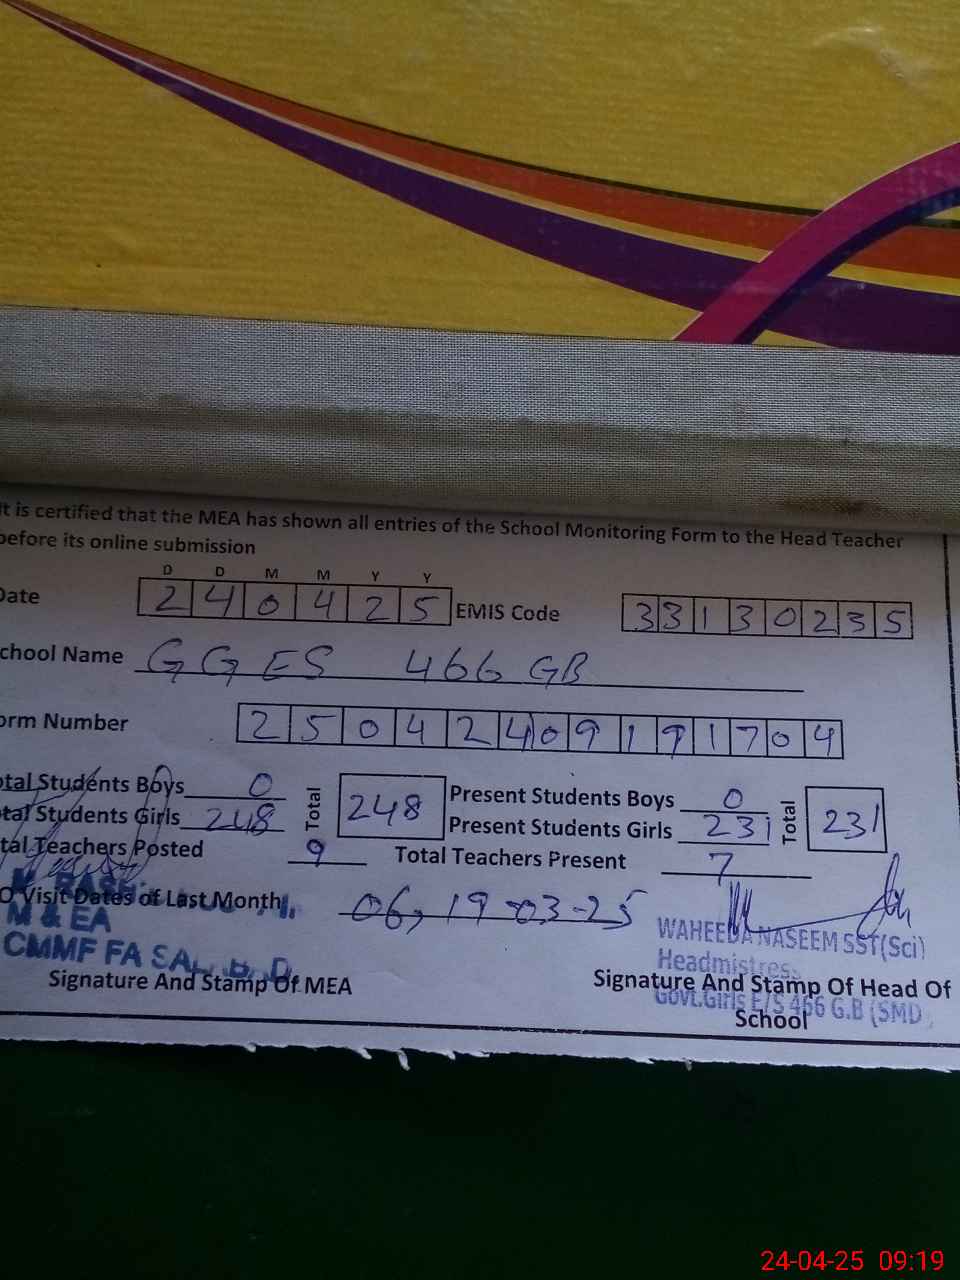 It is certified that the MEA has shown all entries of the School Monitoring Form to the Head Teacher
before its online submission
D D M M Y Y
Date 2 4 0 4 2 5 EMIS Code 3 3 1 3 0 2 3 5
School Name GGES 466 GB
Form Number 2 5 0 4 2 4 0 9 1 9 1 7 0 4
Total Students Boys 0 Total 248 Present Students Boys 0 Total 231
Total Students Girls 248 Present Students Girls 231
Total Teachers Posted 9 Total Teachers Present 7
O Visit Dates of Last Month 06, 19-03-25
M & EA
CMMF FA
WAHEEDA NASEEM SST(Sci)
Headmistress
Govt.Girls E/S 466 G.B (SMD
Signature And Stamp Of MEA
Signature And Stamp Of Head Of
School
24-04-25 09:19